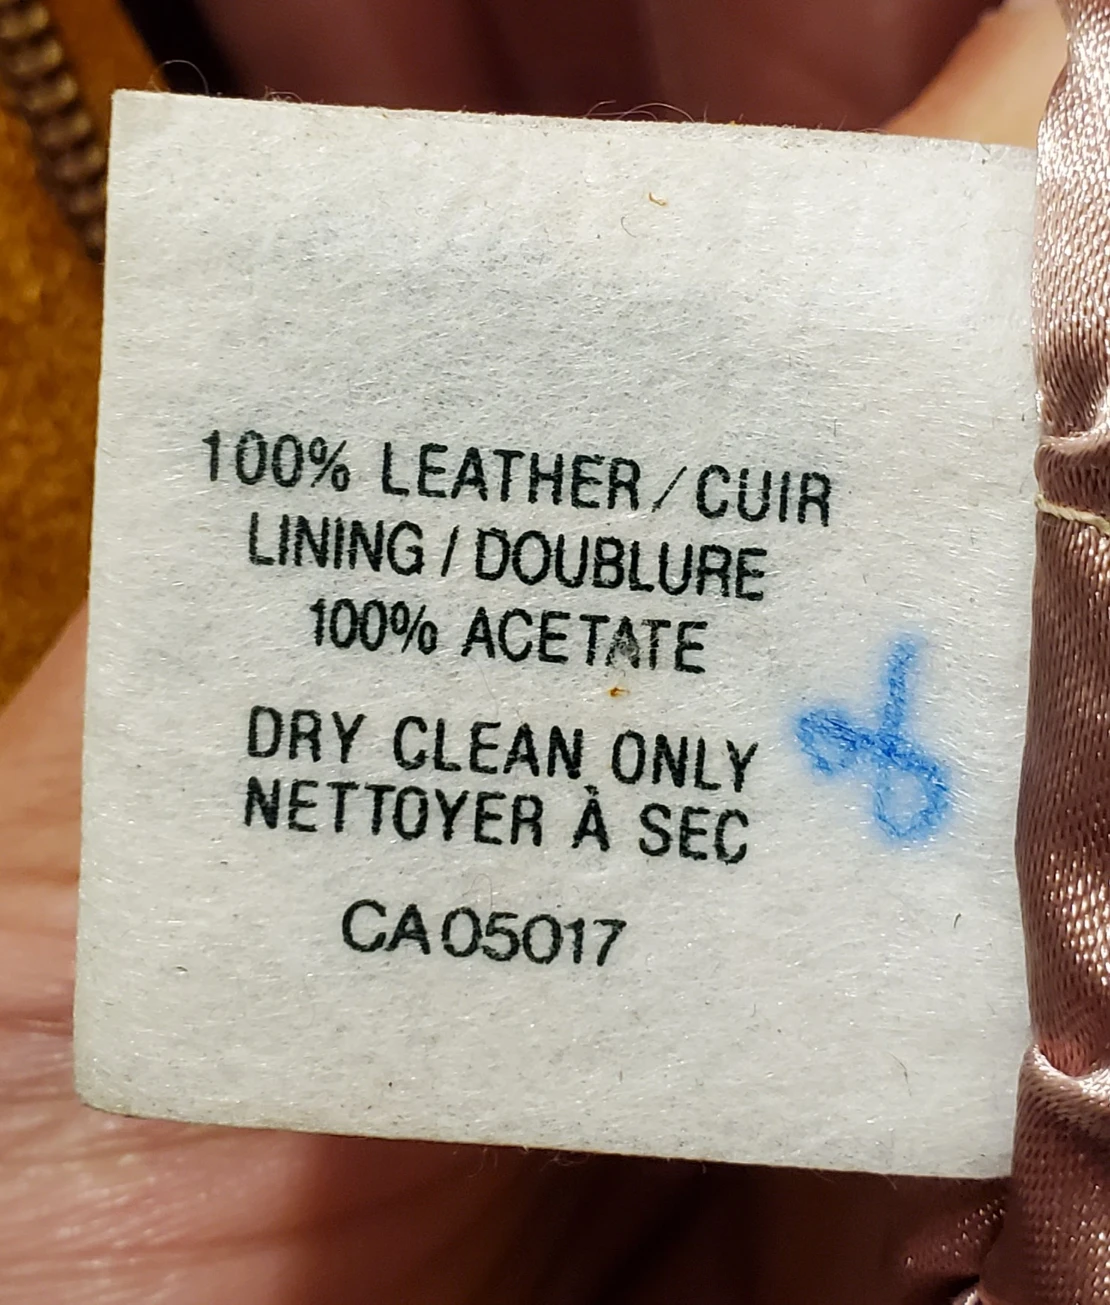 100% LEATHER / CUIR
LINING / DOUBLURE
100% ACETATE
DRY CLEAN ONLY
NETTOYER À SEC
CA05017